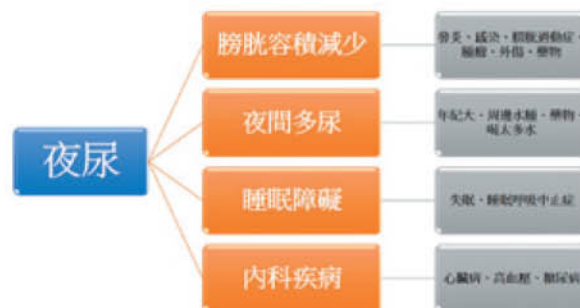 夜尿
膀胱容積減少
發炎、感染、膀胱過動症、
腫瘤、外傷、藥物
夜間多尿
年紀大、周邊水腫、藥物、
喝太多水
睡眠障礙
失眠、睡眠呼吸中止症
內科疾病
心臟病、高血壓、糖尿病